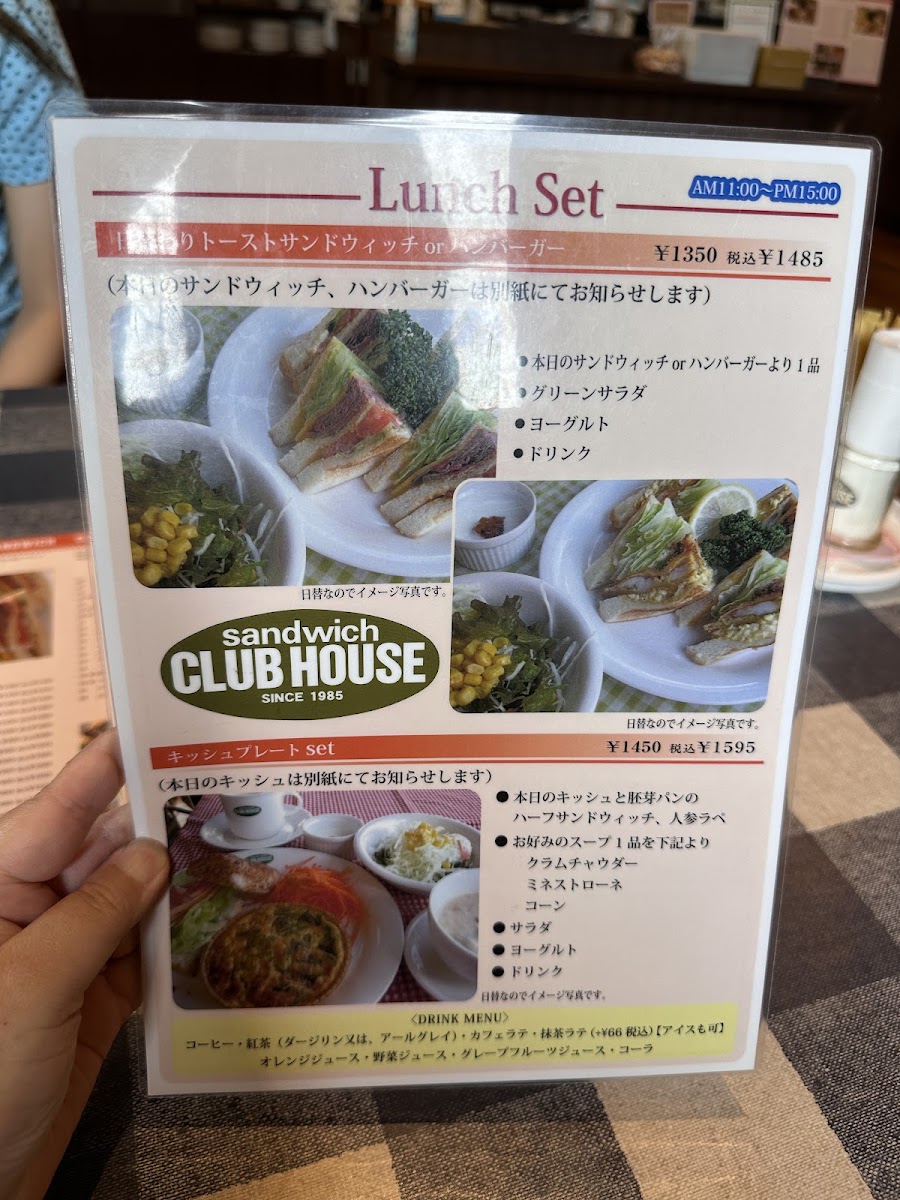 Lunch Set
AM11:00~PM15:00
日替わりトーストサンドウィッチ or ハンバーガー
¥1350 税込¥1485
(本日のサンドウィッチ、ハンバーガーは別紙にてお知らせします)
●本日のサンドウィッチ or ハンバーガーより1品
●グリーンサラダ
●ヨーグルト
●ドリンク
日替なのでイメージ写真です。
sandwich
CLUB HOUSE
SINCE 1985
日替なのでイメージ写真です。
キッシュプレート set
¥1450 税込¥1595
(本日のキッシュは別紙にてお知らせします)
●本日のキッシュと胚芽パンの
ハーフサンドウィッチ、人参ラペ
●お好みのスープ1品を下記より
クラムチャウダー
ミネストローネ
コーン
●サラダ
●ヨーグルト
●ドリンク
日替なのでイメージ写真です。
〈DRINK MENU〉
コーヒー・紅茶 (ダージリン又は、アールグレイ)・カフェラテ・抹茶ラテ(+¥66 税込)【アイスも可】
オレンジジュース・野菜ジュース・グレープフルーツジュース・コーラ